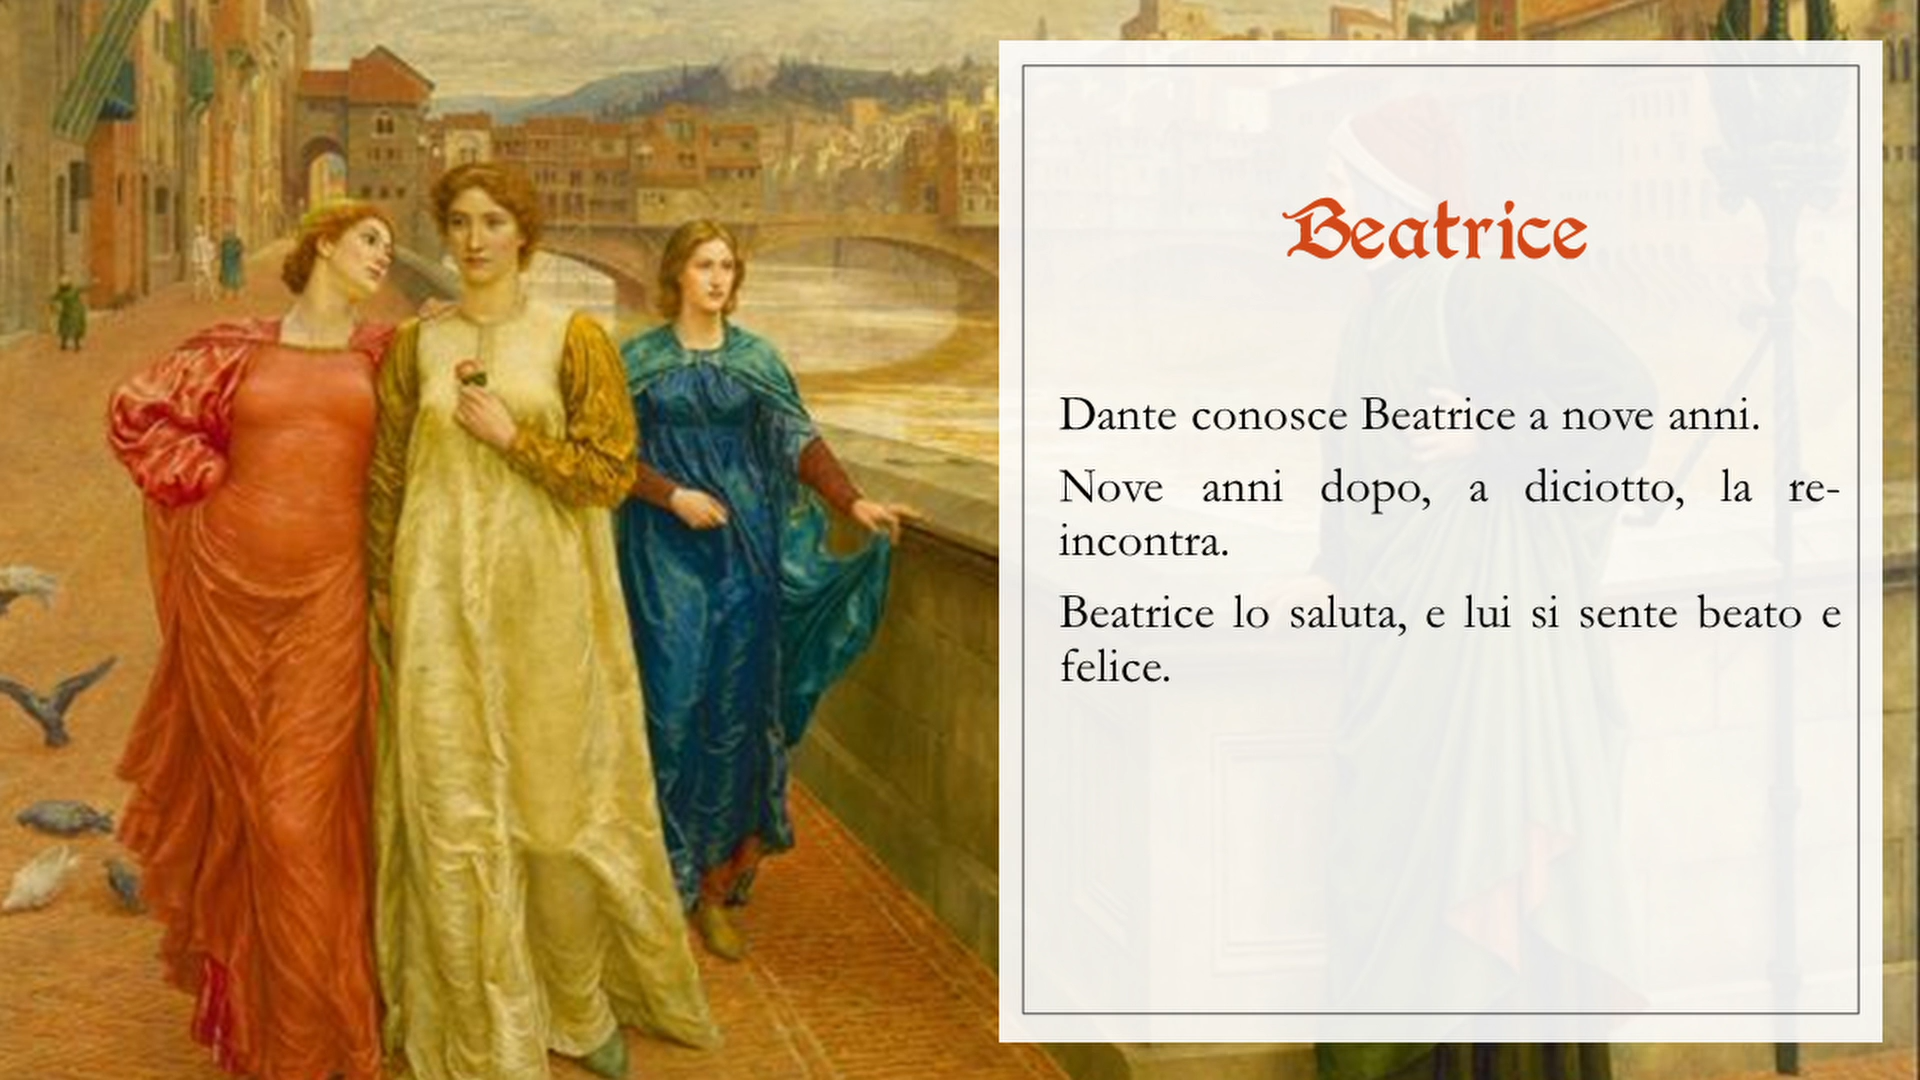 Beatrice
Dante conosce Beatrice a nove anni.
Nove anni dopo, a diciotto, la re-
incontra.
Beatrice lo saluta, e lui si sente beato e
felice.